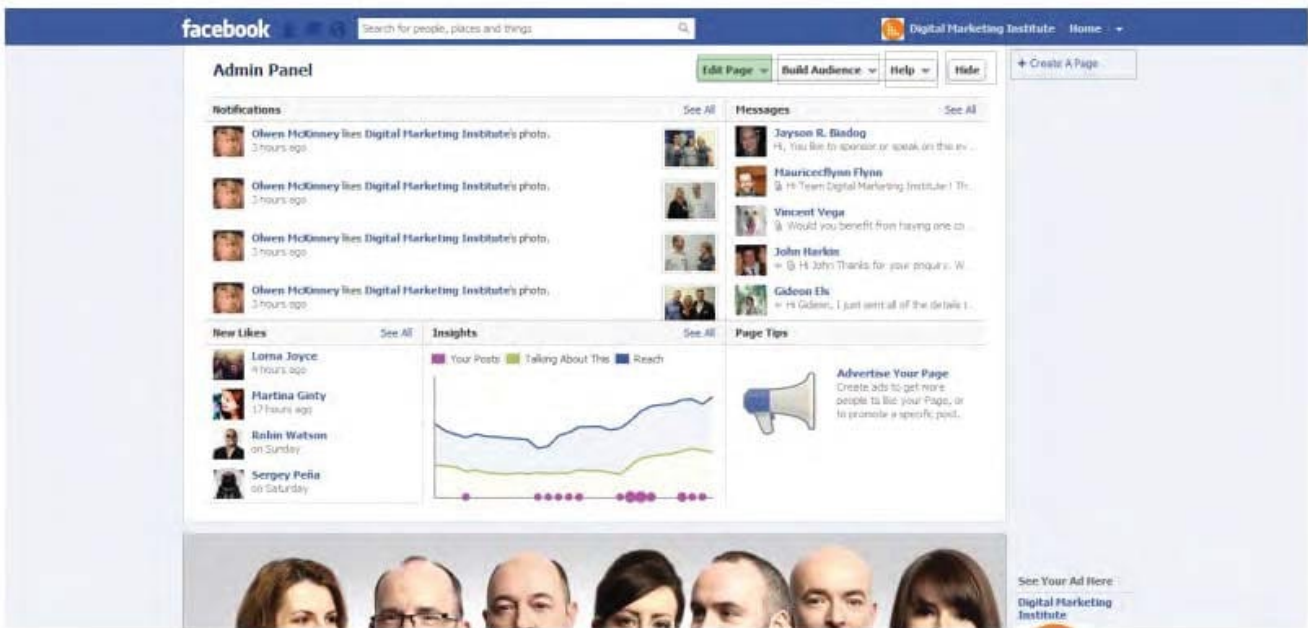 facebook
Search for people, places and things
Digital Marketing Institute Home
Admin Panel
Edit Page
Build Audience
Help
Hide
+ Create A Page
Notifications See All
Olwen McKinney likes Digital Marketing Institute's photo.
3 hours ago
Olwen McKinney likes Digital Marketing Institute's photo.
3 hours ago
Olwen McKinney likes Digital Marketing Institute's photo.
3 hours ago
Olwen McKinney likes Digital Marketing Institute's photo.
3 hours ago
Messages See All
Jayson R. Biadog
Hi, You like to sponsor or speak on this ev...
Mauricecflynn Flynn
Hi Team Digital Marketing Institute! Th...
Vincent Vega
Would you benefit from having one co...
John Harkin
Hi John Thanks for your enquiry. W...
Gideon Els
Hi Gideon, I just sent all of the details t...
New Likes See All
Lorna Joyce
4 hours ago
Martina Ginty
17 hours ago
Robin Watson
on Sunday
Sergey Peña
on Saturday
Insights See All
Your Posts Talking About This Reach
Page Tips
Advertise Your Page
Create ads to get more
people to like your Page, or
to promote a specific post.
See Your Ad Here
Digital Marketing
Institute